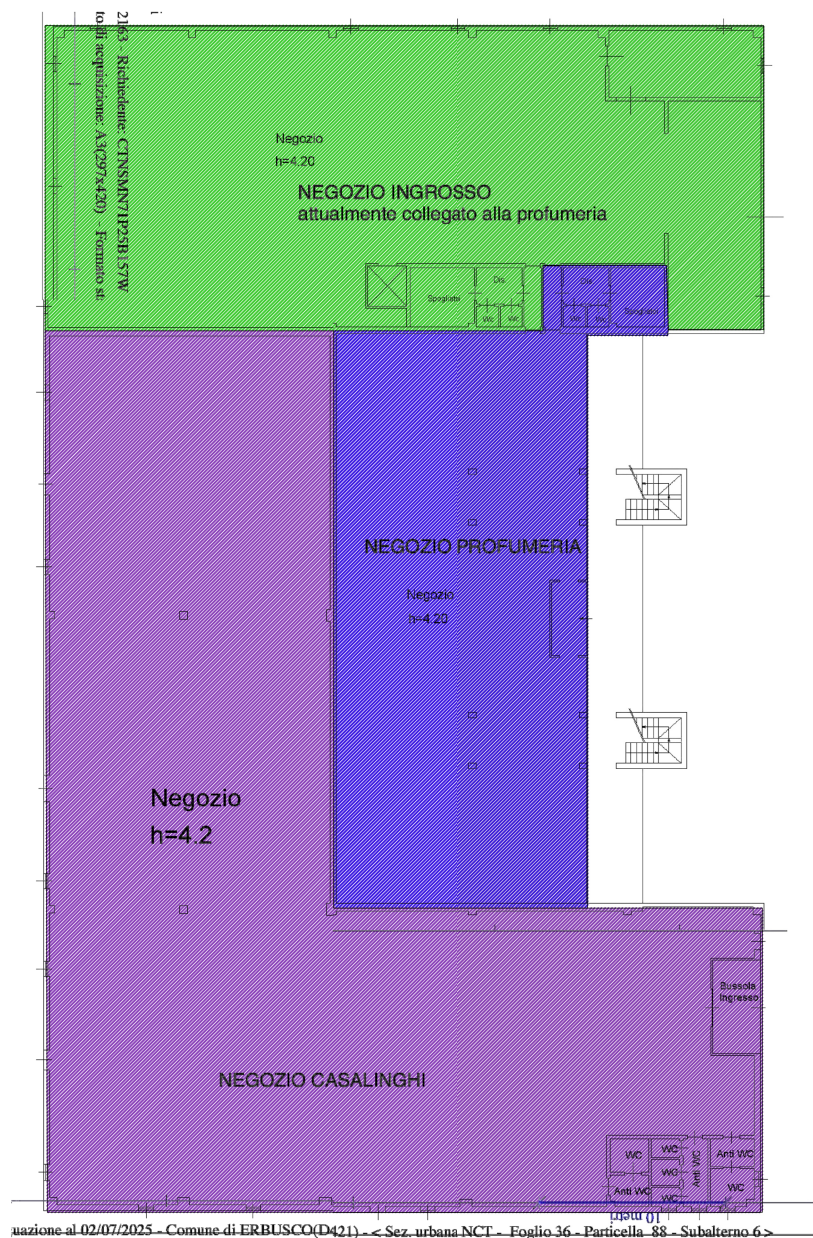 2163 - Richiedente: CTNSMN71P25B157W
to di acquisizione: A3(297x420) - Formato st
Negozio
h=4.20
NEGOZIO INGROSSO
attualmente collegato alla profumeria
Dis.
Spogliatoi
Wc
Wc
Dis.
Spogliatoi
Wc
Wc
NEGOZIO PROFUMERIA
Negozio
h=4.20
Negozio
h=4.2
Bussola
Ingresso
NEGOZIO CASALINGHI
WC
WC
Anti WC
Anti WC
WC
Anti WC
WC
WC
10 metri
uazione al 02/07/2025 - Comune di ERBUSCO(D421) - < Sez. urbana NCT - Foglio 36 - Particella 88 - Subalterno 6 >